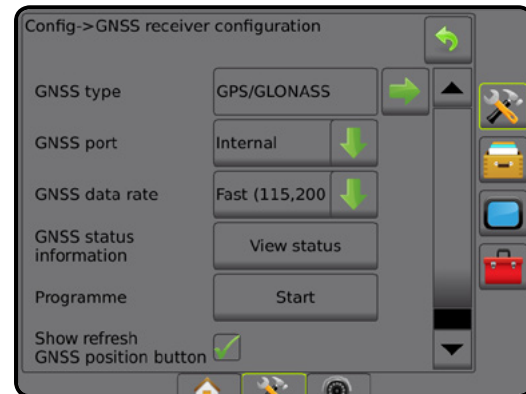 Config->GNSS receiver configuration
GNSS type
GPS/GLONASS
GNSS port
Internal
GNSS data rate
Fast (115,200
GNSS status
information
View status
Programme
Start
Show refresh
GNSS position button